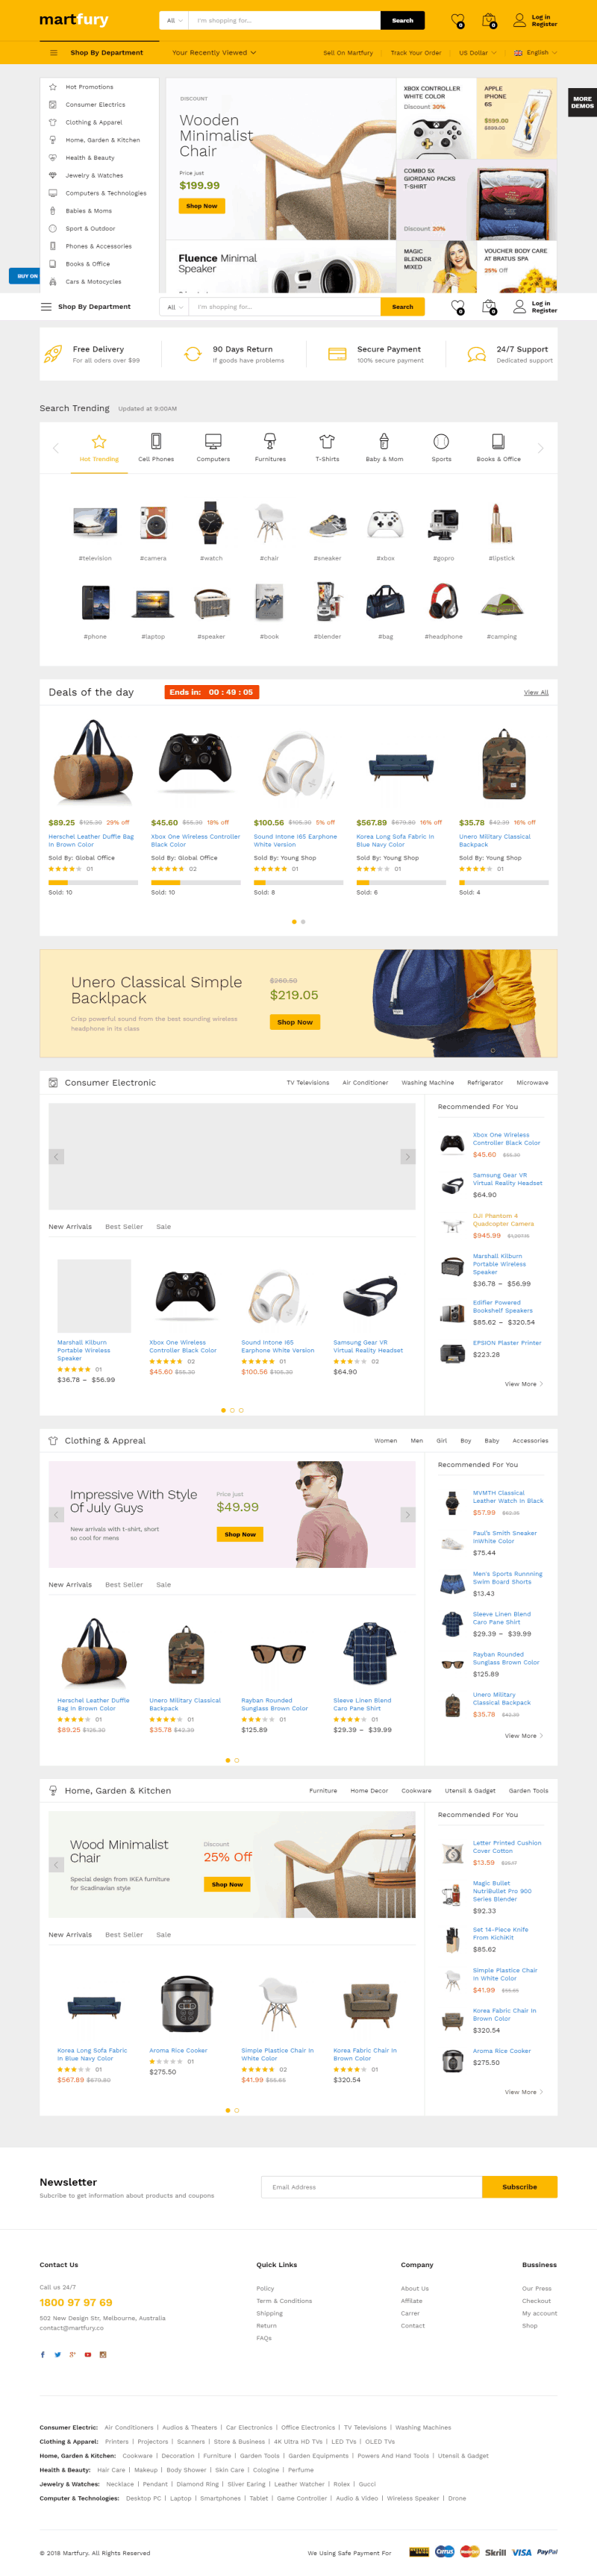 martfury
All
I'm shopping for...
Search
0
0
Log in
Register
Shop By Department
Your Recently Viewed
Sell On Martfury
Track Your Order
US Dollar
English
Hot Promotions
Consumer Electrics
Clothing & Apparel
Home, Garden & Kitchen
Health & Beauty
Jewelry & Watches
Computers & Technologies
Babies & Moms
Sport & Outdoor
Phones & Accessories
Books & Office
Cars & Motocycles
DISCOUNT
Wooden
Minimalist
Chair
Price just
$199.99
Shop Now
XBOX CONTROLLER
WHITE COLOR
Discount 30%
APPLE
IPHONE
6S
$599.00
COMBO 5X
GIORDANO PACKS
T-SHIRT
Discount 20%
Fluence Minimal
Speaker
MAGIC
BLENDER
MIXED
VOUCHER BODY CARE
AT BRATUS SPA
25% Off
MORE
DEMOS
BUY ON
Shop By Department
All
I'm shopping for...
Search
0
0
Log in
Register
Free Delivery
For all oders over $99
90 Days Return
If goods have problems
Secure Payment
100% secure payment
24/7 Support
Dedicated support
Search Trending
Updated at 9:00AM
Hot Trending
Cell Phones
Computers
Furnitures
T-Shirts
Baby & Mom
Sports
Books & Office
#television
#camera
#watch
#chair
#sneaker
#xbox
#gopro
#lipstick
#phone
#laptop
#speaker
#book
#blender
#bag
#headphone
#camping
Deals of the day
Ends in: 00 : 49 : 05
View All
$89.25 $125.30 29% off
Herschel Leather Duffle Bag
In Brown Color
Sold By: Global Office
01
Sold: 10
$45.60 $55.30 18% off
Xbox One Wireless Controller
Black Color
Sold By: Global Office
02
Sold: 10
$100.56 $105.30 5% off
Sound Intone I65 Earphone
White Version
Sold By: Young Shop
01
Sold: 8
$567.89 $679.80 16% off
Korea Long Sofa Fabric In
Blue Navy Color
Sold By: Young Shop
01
Sold: 6
$35.78 $42.39 16% off
Unero Military Classical
Backpack
Sold By: Young Shop
01
Sold: 4
Unero Classical Simple
Backlpack
Crisp powerful sound from the best sounding wireless
headphone in its class
$260.50
$219.05
Shop Now
Consumer Electronic
TV Televisions
Air Conditioner
Washing Machine
Refrigerator
Microwave
New Arrivals
Best Seller
Sale
Marshall Kilburn
Portable Wireless
Speaker
01
$36.78 – $56.99
Xbox One Wireless
Controller Black Color
02
$45.60 $55.30
Sound Intone I65
Earphone White Version
01
$100.56 $105.30
Samsung Gear VR
Virtual Reality Headset
02
$64.90
Recommended For You
Xbox One Wireless
Controller Black Color
$45.60 $55.30
Samsung Gear VR
Virtual Reality Headset
$64.90
DJI Phantom 4
Quadcopter Camera
$945.99
Marshall Kilburn
Portable Wireless
Speaker
$36.78 – $56.99
Edifier Powered
Bookshelf Speakers
$85.62 – $320.54
EPSION Plaster Printer
$223.28
View More
Clothing & Appreal
Women
Men
Girl
Boy
Baby
Accessories
Impressive With Style
Of July Guys
New arrivals with t-shirt, short
so cool for mens
Price just
$49.99
Shop Now
New Arrivals
Best Seller
Sale
Herschel Leather Duffle
Bag In Brown Color
01
$89.25 $125.30
Unero Military Classical
Backpack
01
$35.78 $42.39
Rayban Rounded
Sunglass Brown Color
01
$125.89
Sleeve Linen Blend
Caro Pane Shirt
01
$29.39 – $39.99
Recommended For You
MVMTH Classical
Leather Watch In Black
$57.99
Paul's Smith Sneaker
InWhite Color
$75.44
Men's Sports Runnning
Swim Board Shorts
$13.43
Sleeve Linen Blend
Caro Pane Shirt
$29.39 – $39.99
Rayban Rounded
Sunglass Brown Color
$125.89
Unero Military
Classical Backpack
$35.78 $42.39
View More
Home, Garden & Kitchen
Furniture
Home Decor
Cookware
Utensil & Gadget
Garden Tools
Wood Minimalist
Chair
Special design from IKEA furniture
for Scadinavian style
Discount
25% Off
Shop Now
New Arrivals
Best Seller
Sale
Korea Long Sofa Fabric
In Blue Navy Color
01
$567.89 $679.80
Aroma Rice Cooker
01
$275.50
Simple Plastice Chair In
White Color
02
$41.99
Korea Fabric Chair In
Brown Color
01
$320.54
Recommended For You
Letter Printed Cushion
Cover Cotton
$13.59
Magic Bullet
NutriBullet Pro 900
Series Blender
$92.33
Set 14-Piece Knife
From KichiKit
$85.62
Simple Plastice Chair
In White Color
$41.99
Korea Fabric Chair In
Brown Color
$320.54
Aroma Rice Cooker
$275.50
View More
Newsletter
Subcribe to get information about products and coupons
Email Address
Subscribe
Contact Us
Call us 24/7
1800 97 97 69
502 New Design Str, Melbourne, Australia
contact@martfury.co
Quick Links
Policy
Term & Conditions
Shipping
Return
FAQs
Company
About Us
Affilate
Carrer
Contact
Bussiness
Our Press
Checkout
My account
Shop
Consumer Electric: Air Conditioners | Audios & Theaters | Car Electronics | Office Electronics | TV Televisions | Washing Machines
Clothing & Apparel: Printers | Projectors | Scanners | Store & Business | 4K Ultra HD TVs | LED TVs | OLED TVs
Home, Garden & Kitchen: Cookware | Decoration | Furniture | Garden Tools | Garden Equipments | Powers And Hand Tools | Utensil & Gadget
Health & Beauty: Hair Care | Makeup | Body Shower | Skin Care | Cologine | Perfume
Jewelry & Watches: Necklace | Pendant | Diamond Ring | Sliver Earing | Leather Watcher | Rolex | Gucci
Computer & Technologies: Desktop PC | Laptop | Smartphones | Tablet | Game Controller | Audio & Video | Wireless Speaker | Drone
© 2018 Martfury. All Rights Reserved
We Using Safe Payment For
Cirrus
Skrill
VISA
PayPal